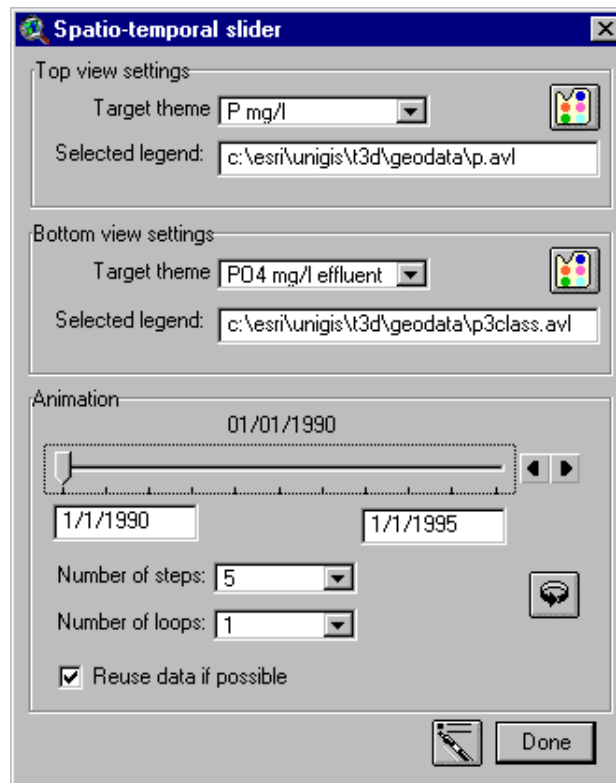 Spatio-temporal slider
Top view settings
Target theme P mg/l
Selected legend: c:\esri\unigis\t3d\geodata\p.avl
Bottom view settings
Target theme PO4 mg/l effluent
Selected legend: c:\esri\unigis\t3d\geodata\p3class.avl
Animation
01/01/1990
1/1/1990 1/1/1995
Number of steps: 5
Number of loops: 1
Reuse data if possible
Done